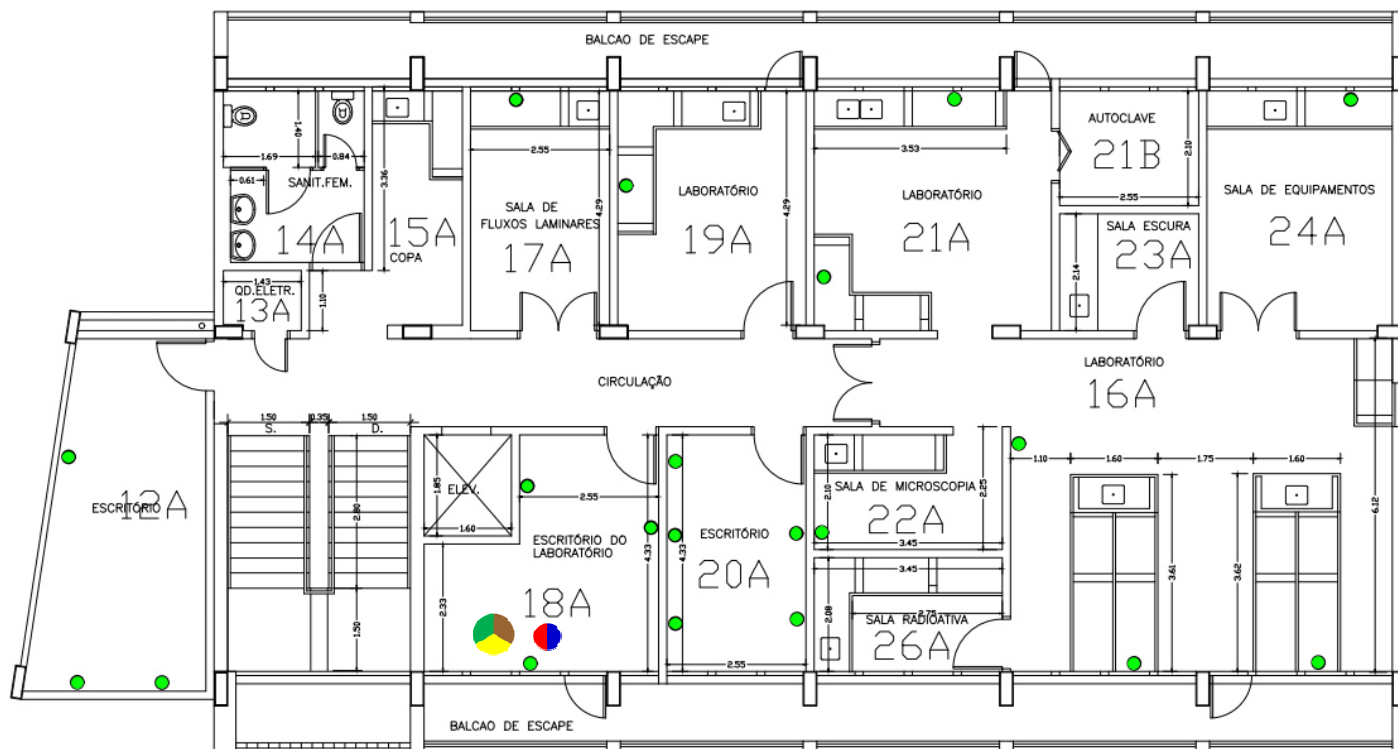 BALCAO DE ESCAPE
1.40
1.69
0.84
0.61
SANIT.FEM.
14A
3.36
15A
COPA
1.43
QD.ELETR.
13A
1.10
2.55
SALA DE
FLUXOS LAMINARES
17A
4.29
LABORATÓRIO
19A
4.29
3.53
LABORATÓRIO
21A
AUTOCLAVE
21B
2.10
2.55
SALA ESCURA
23A
2.14
SALA DE EQUIPAMENTOS
24A
CIRCULAÇÃO
LABORATÓRIO
16A
ESCRITÓRIO
12A
1.50
0.35
1.50
S.
D.
2.80
1.50
ELEV.
1.85
1.60
2.33
2.55
ESCRITÓRIO DO
LABORATÓRIO
18A
4.33
4.33
ESCRITÓRIO
20A
2.55
2.10
SALA DE MICROSCOPIA
22A
2.25
3.45
3.45
2.08
2.75
SALA RADIOATIVA
26A
1.10
1.60
1.75
1.60
3.61
3.62
6.12
BALCAO DE ESCAPE